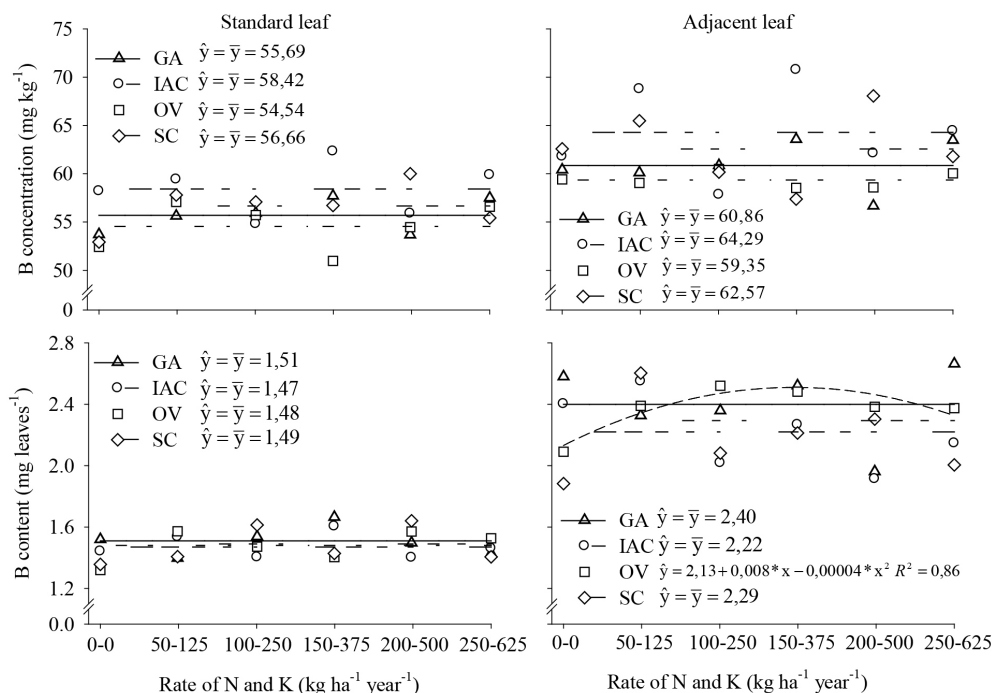 Standard leaf
Adjacent leaf
B concentration (mg kg⁻¹)
75
70
65
60
55
50
0
GA ŷ = y̅ = 55,69
IAC ŷ = y̅ = 58,42
OV ŷ = y̅ = 54,54
SC ŷ = y̅ = 56,66
GA ŷ = y̅ = 60,86
IAC ŷ = y̅ = 64,29
OV ŷ = y̅ = 59,35
SC ŷ = y̅ = 62,57
B content (mg leaves⁻¹)
2.8
2.4
2.0
1.6
1.2
0.0
GA ŷ = y̅ = 1,51
IAC ŷ = y̅ = 1,47
OV ŷ = y̅ = 1,48
SC ŷ = y̅ = 1,49
GA ŷ = y̅ = 2,40
IAC ŷ = y̅ = 2,22
OV ŷ = 2,13+0,008*x−0,00004*x² R² = 0,86
SC ŷ = y̅ = 2,29
0-0 50-125 100-250 150-375 200-500 250-625
0-0 50-125 100-250 150-375 200-500 250-625
Rate of N and K (kg ha⁻¹ year⁻¹)
Rate of N and K (kg ha⁻¹ year⁻¹)